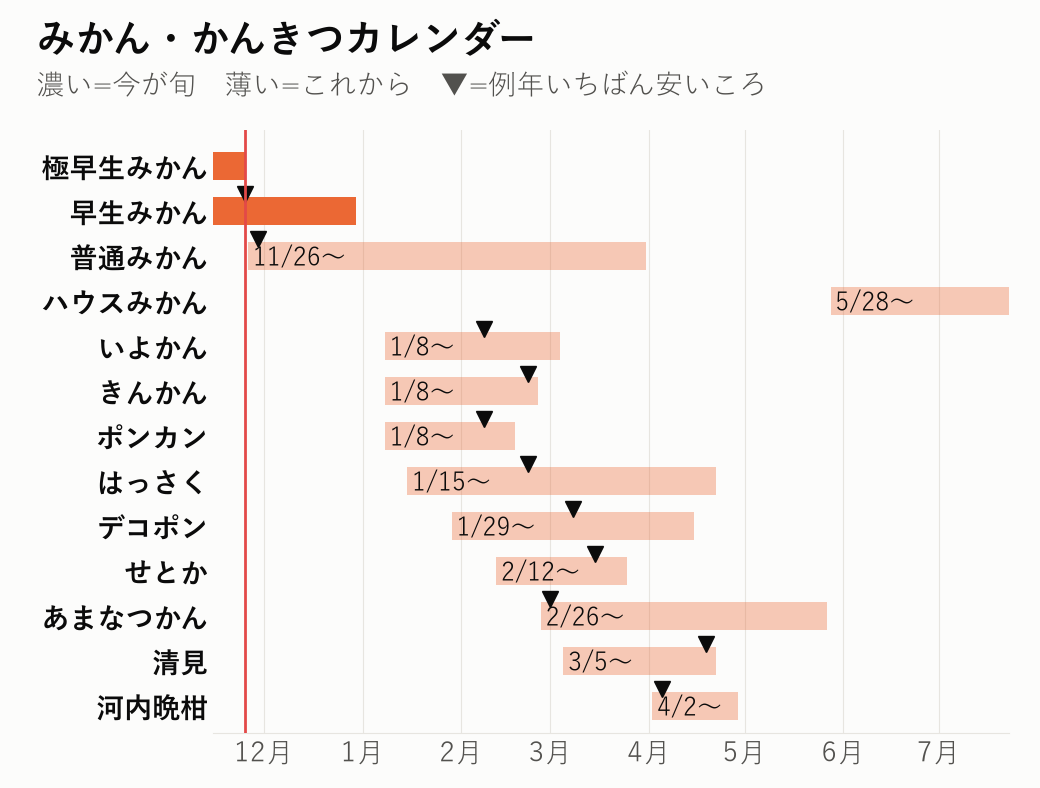 みかん・かんきつカレンダー
濃い=今が旬　薄い=これから　▼=例年いちばん安いころ
極早生みかん
早生みかん
普通みかん 11/26〜
ハウスみかん 5/28〜
いよかん 1/8〜
きんかん 1/8〜
ポンカン 1/8〜
はっさく 1/15〜
デコポン 1/29〜
せとか 2/12〜
あまなつかん 2/26〜
清見 3/5〜
河内晩柑 4/2〜
12月 1月 2月 3月 4月 5月 6月 7月